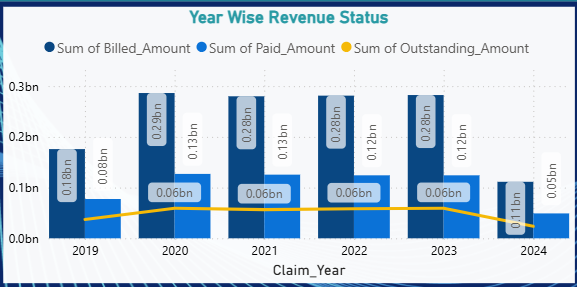 Year Wise Revenue Status
Sum of Billed_Amount Sum of Paid_Amount Sum of Outstanding_Amount
0.3bn
0.2bn
0.1bn
0.0bn
0.18bn
0.08bn
0.29bn
0.13bn
0.06bn
0.28bn
0.13bn
0.06bn
0.28bn
0.12bn
0.06bn
0.28bn
0.12bn
0.06bn
0.11bn
0.05bn
2019 2020 2021 2022 2023 2024
Claim_Year